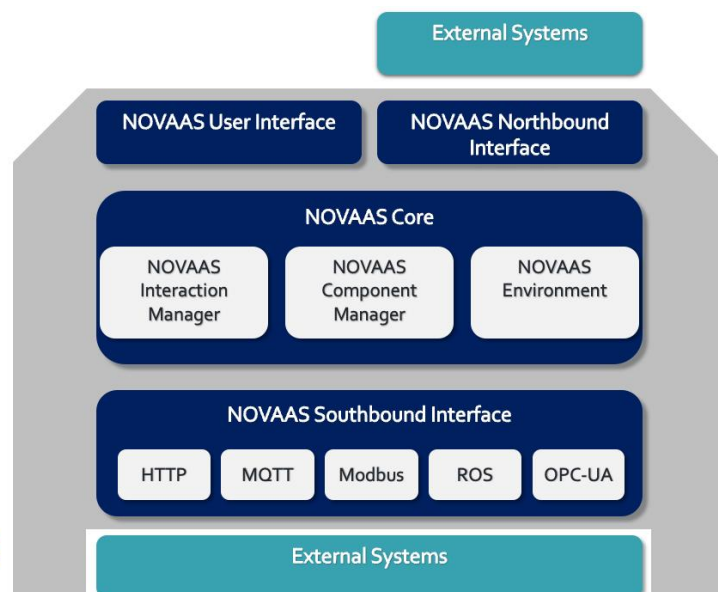 External Systems
NOVAAS User Interface
NOVAAS Northbound
Interface
NOVAAS Core
NOVAAS
Interaction
Manager
NOVAAS
Component
Manager
NOVAAS
Environment
NOVAAS Southbound Interface
HTTP
MQTT
Modbus
ROS
OPC-UA
External Systems